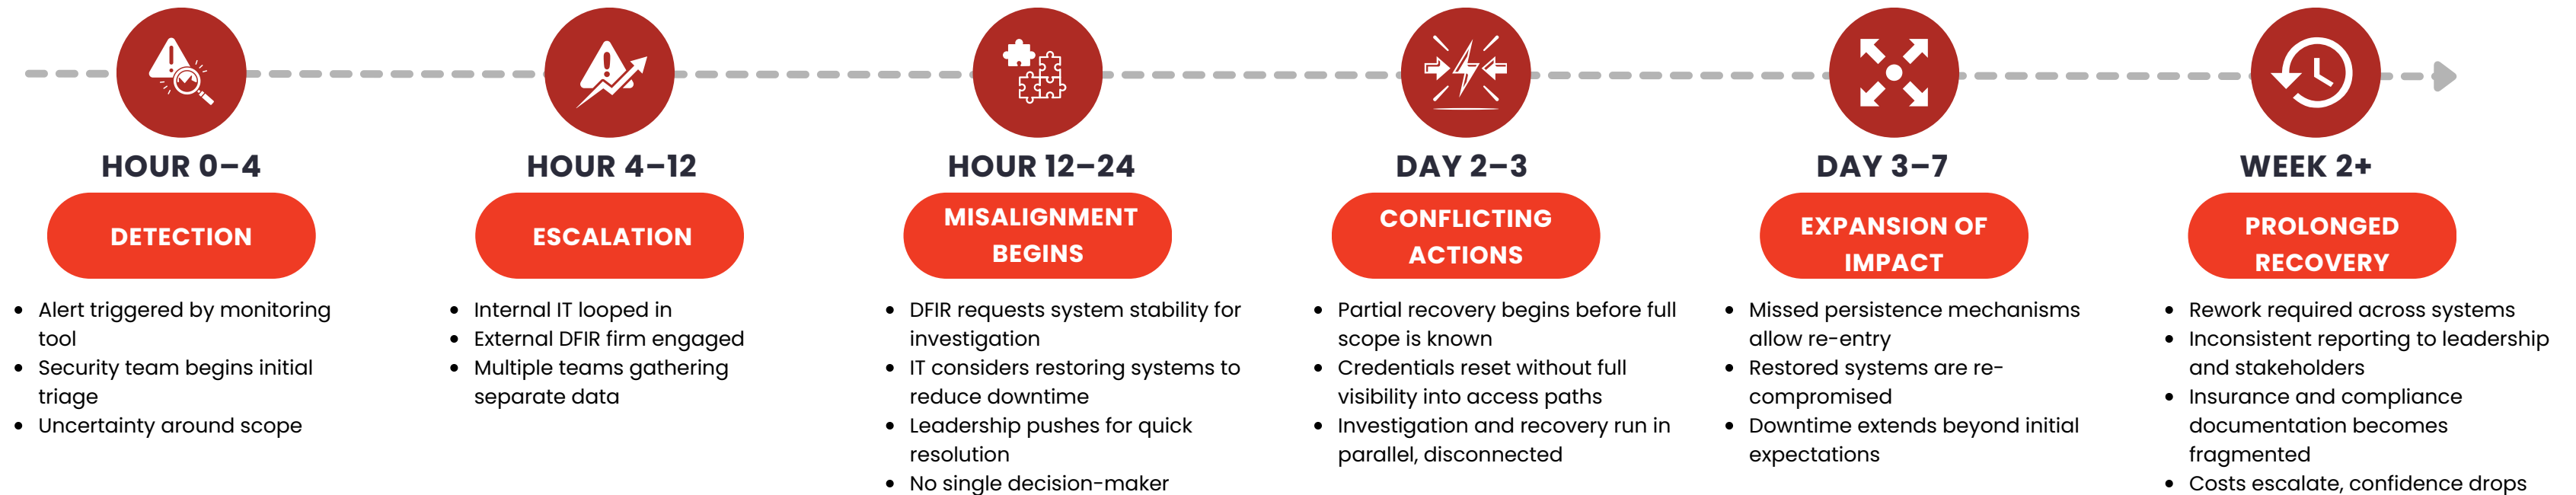 HOUR 0–4
DETECTION
• Alert triggered by monitoring
tool
• Security team begins initial
triage
• Uncertainty around scope
HOUR 4–12
ESCALATION
• Internal IT looped in
• External DFIR firm engaged
• Multiple teams gathering
separate data
HOUR 12–24
MISALIGNMENT
BEGINS
• DFIR requests system stability for
investigation
• IT considers restoring systems to
reduce downtime
• Leadership pushes for quick
resolution
• No single decision-maker
DAY 2–3
CONFLICTING
ACTIONS
• Partial recovery begins before full
scope is known
• Credentials reset without full
visibility into access paths
• Investigation and recovery run in
parallel, disconnected
DAY 3–7
EXPANSION OF
IMPACT
• Missed persistence mechanisms
allow re-entry
• Restored systems are re-
compromised
• Downtime extends beyond initial
expectations
WEEK 2+
PROLONGED
RECOVERY
• Rework required across systems
• Inconsistent reporting to leadership
and stakeholders
• Insurance and compliance
documentation becomes
fragmented
• Costs escalate, confidence drops